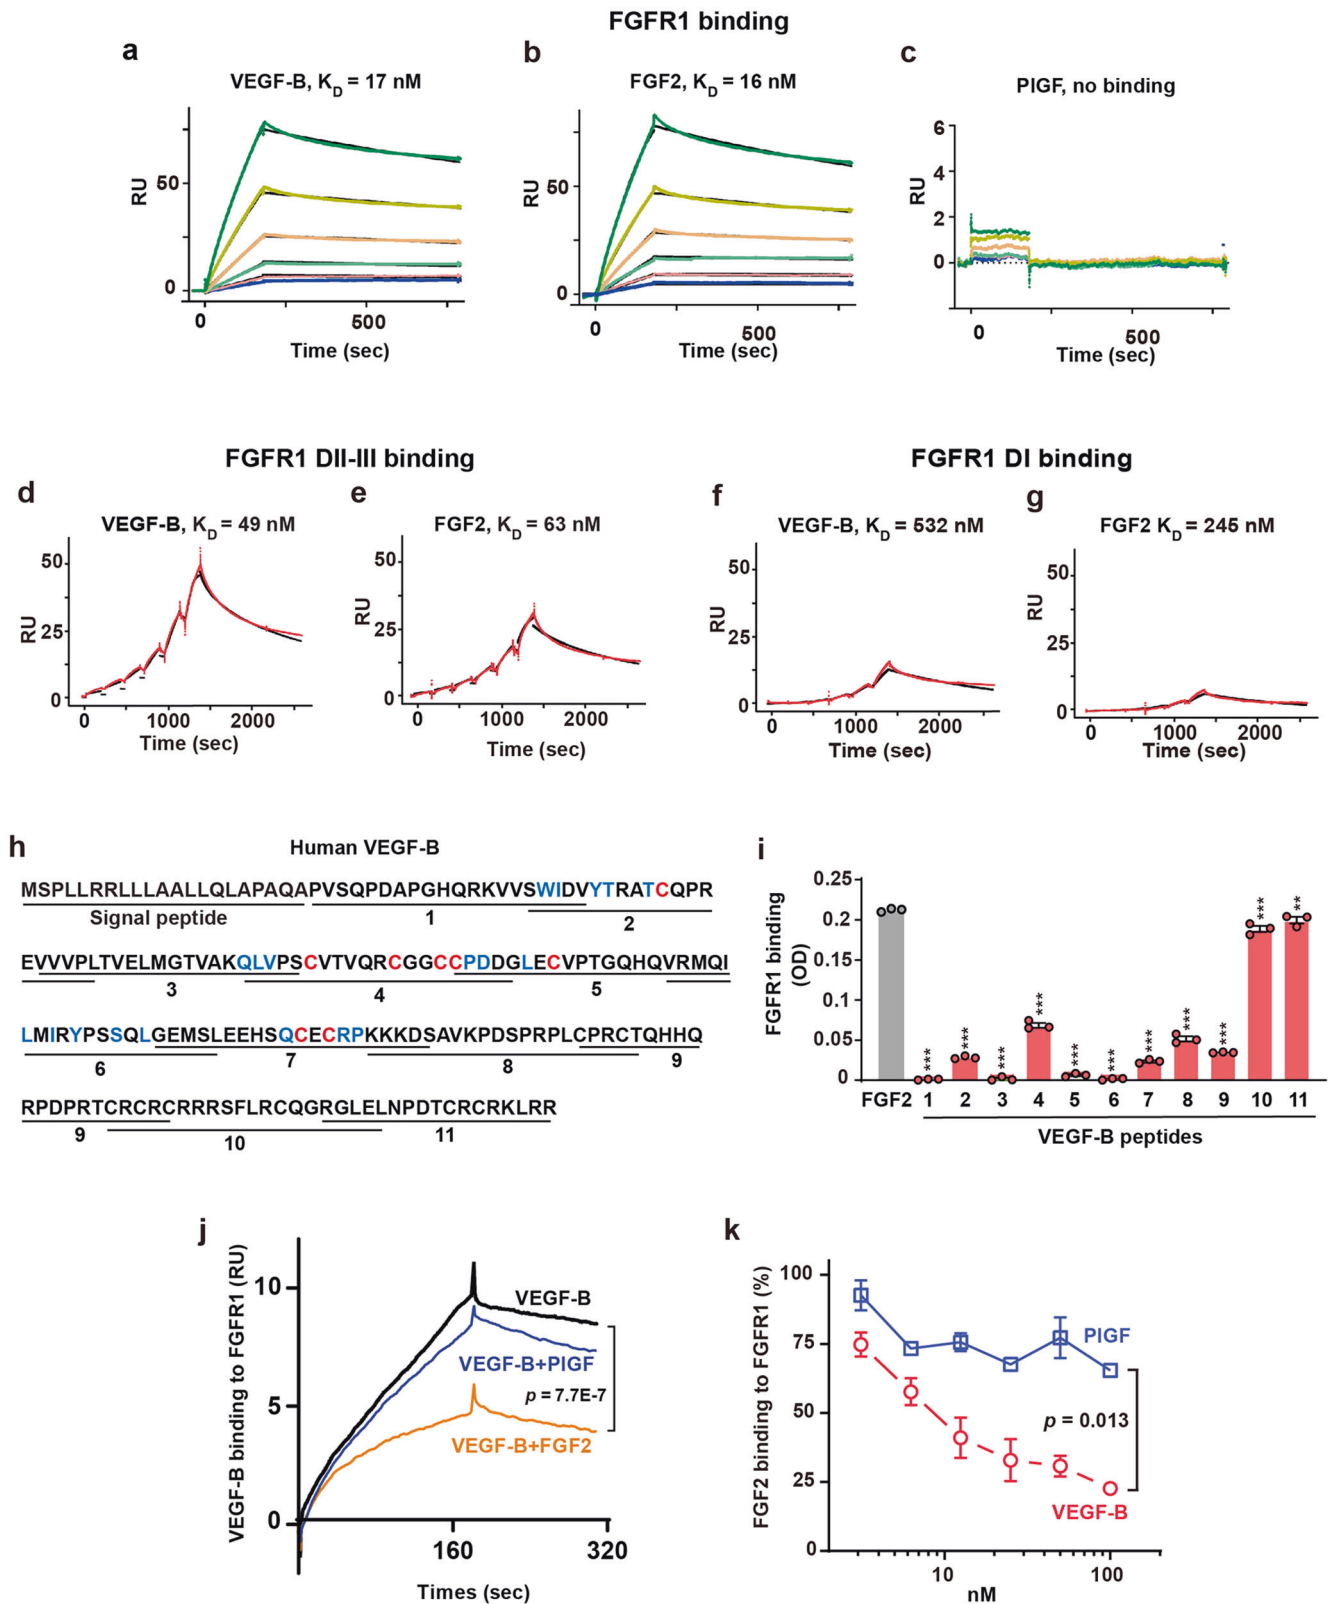 FGFR1 binding
a
b
c
VEGF-B, KD = 17 nM
FGF2, KD = 16 nM
PlGF, no binding
RU
50
0
0
500
Time (sec)
RU
50
0
0
500
Time (sec)
RU
6
4
2
0
0
500
Time (sec)
FGFR1 DII-III binding
FGFR1 DI binding
d
e
f
g
VEGF-B, KD = 49 nM
FGF2, KD = 63 nM
VEGF-B, KD = 532 nM
FGF2 KD = 245 nM
RU
50
25
0
0
1000
2000
Time (sec)
RU
50
25
0
0
1000
2000
Time (sec)
RU
50
25
0
0
1000
2000
Time (sec)
RU
50
25
0
0
1000
2000
Time (sec)
h
Human VEGF-B
MSPLLRRLLLAALLQLAPAQAPVSQPDAPGHQRKVVSWIDVYTRATCQPR
Signal peptide
1
2
EVVVPLTVELMGTVAKQLVPSCVTVQRCGGCCPDDGLECVPTGQHQVRMQI
3
4
5
LMIRYPSSQLGEMSLEEHSQCECRPKKKDSAVKPDSPRPLCPRCTQHHQ
6
7
8
9
RPDPRTCRCRCRRRSFLRCQGRGLELNPDTCRCRKLRR
9
10
11
i
FGFR1 binding
(OD)
0.25
0.2
0.15
0.1
0.05
0
***
***
***
***
***
***
***
***
***
***
**
FGF2 1 2 3 4 5 6 7 8 9 10 11
VEGF-B peptides
j
VEGF-B binding to FGFR1 (RU)
10
5
0
160
320
VEGF-B
VEGF-B+PlGF
p = 7.7E-7
VEGF-B+FGF2
Times (sec)
k
FGF2 binding to FGFR1 (%)
100
75
50
25
0
PlGF
p = 0.013
VEGF-B
10
100
nM